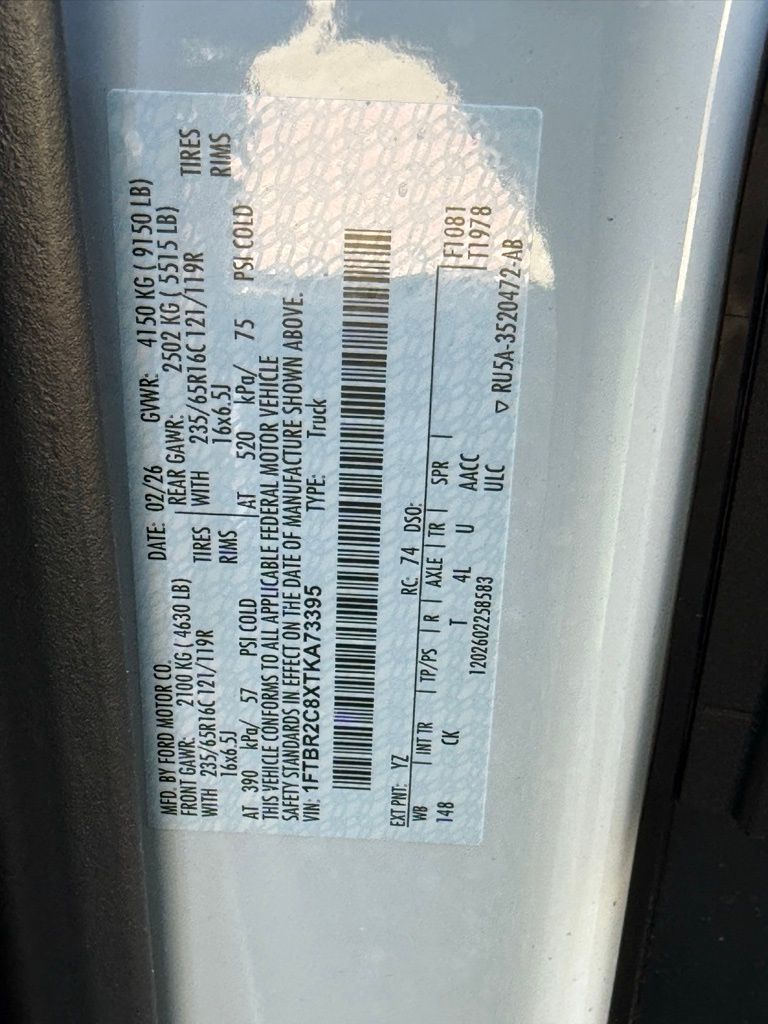 MFD. BY FORD MOTOR CO.
DATE: 02/26 GVWR: 4150 KG ( 9150 LB)
FRONT GAWR: 2100 KG ( 4630 LB)
REAR GAWR: 2502 KG ( 5515 LB)
WITH 235/65R16C 121/119R TIRES
WITH 235/65R16C 121/119R TIRES
16x6.5J RIMS
16x6.5J RIMS
AT 390 kPa/ 57 PSI COLD
AT 520 kPa/ 75 PSI COLD
THIS VEHICLE CONFORMS TO ALL APPLICABLE FEDERAL MOTOR VEHICLE
SAFETY STANDARDS IN EFFECT ON THE DATE OF MANUFACTURE SHOWN ABOVE.
VIN: 1FTBR2C8XTKA73395 TYPE: Truck
EXT PNT: YZ RC: 74 DSO:
WB INT TR TP/PS R AXLE TR SPR F1081
148 CK T 4L U AACC T1978
ULC
1202602258583 ▽ RU5A-3520472-AB